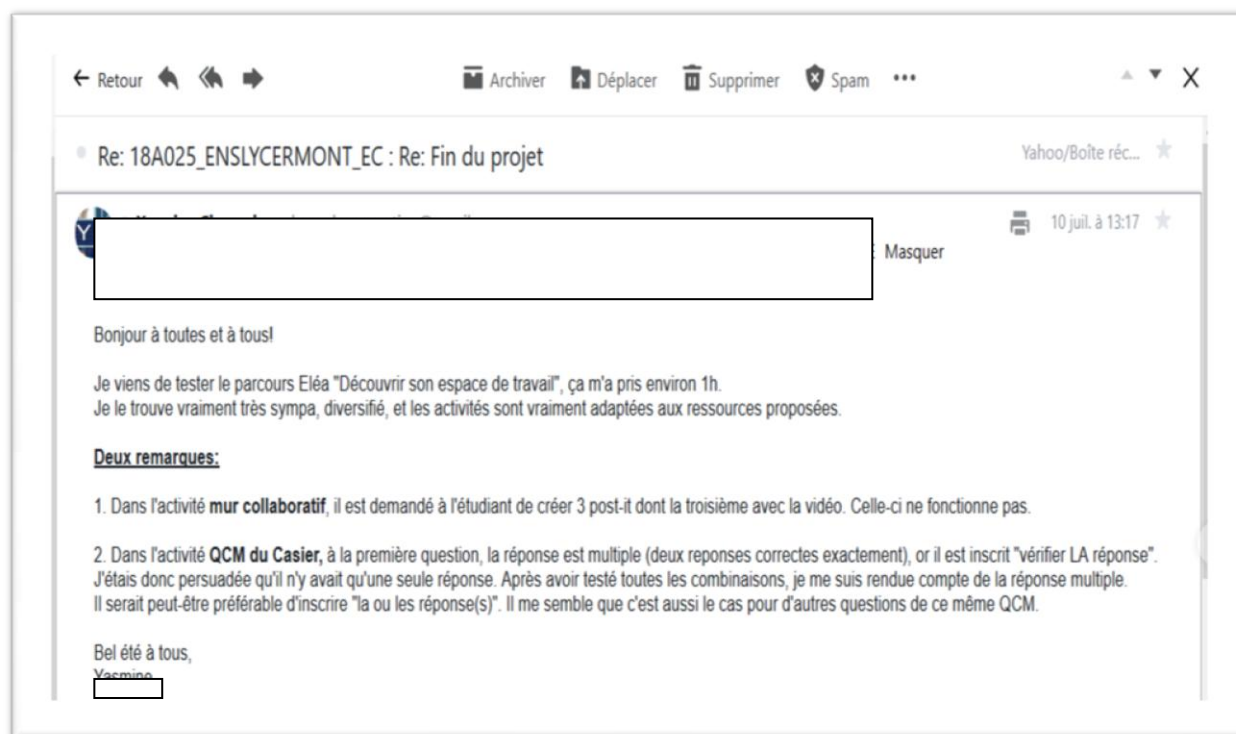 ← Retour Archiver Déplacer Supprimer Spam ••• X
Re: 18A025_ENSLYCERMONT_EC : Re: Fin du projet Yahoo/Boîte réc...
Y 10 juil. à 13:17
Masquer
Bonjour à toutes et à tous!
Je viens de tester le parcours Eléa "Découvrir son espace de travail", ça m'a pris environ 1h.
Je le trouve vraiment très sympa, diversifié, et les activités sont vraiment adaptées aux ressources proposées.
Deux remarques:
1. Dans l'activité mur collaboratif, il est demandé à l'étudiant de créer 3 post-it dont la troisième avec la vidéo. Celle-ci ne fonctionne pas.
2. Dans l'activité QCM du Casier, à la première question, la réponse est multiple (deux reponses correctes exactement), or il est inscrit "vérifier LA réponse".
J'étais donc persuadée qu'il n'y avait qu'une seule réponse. Après avoir testé toutes les combinaisons, je me suis rendue compte de la réponse multiple.
Il serait peut-être préférable d'inscrire "la ou les réponse(s)". Il me semble que c'est aussi le cas pour d'autres questions de ce même QCM.
Bel été à tous,